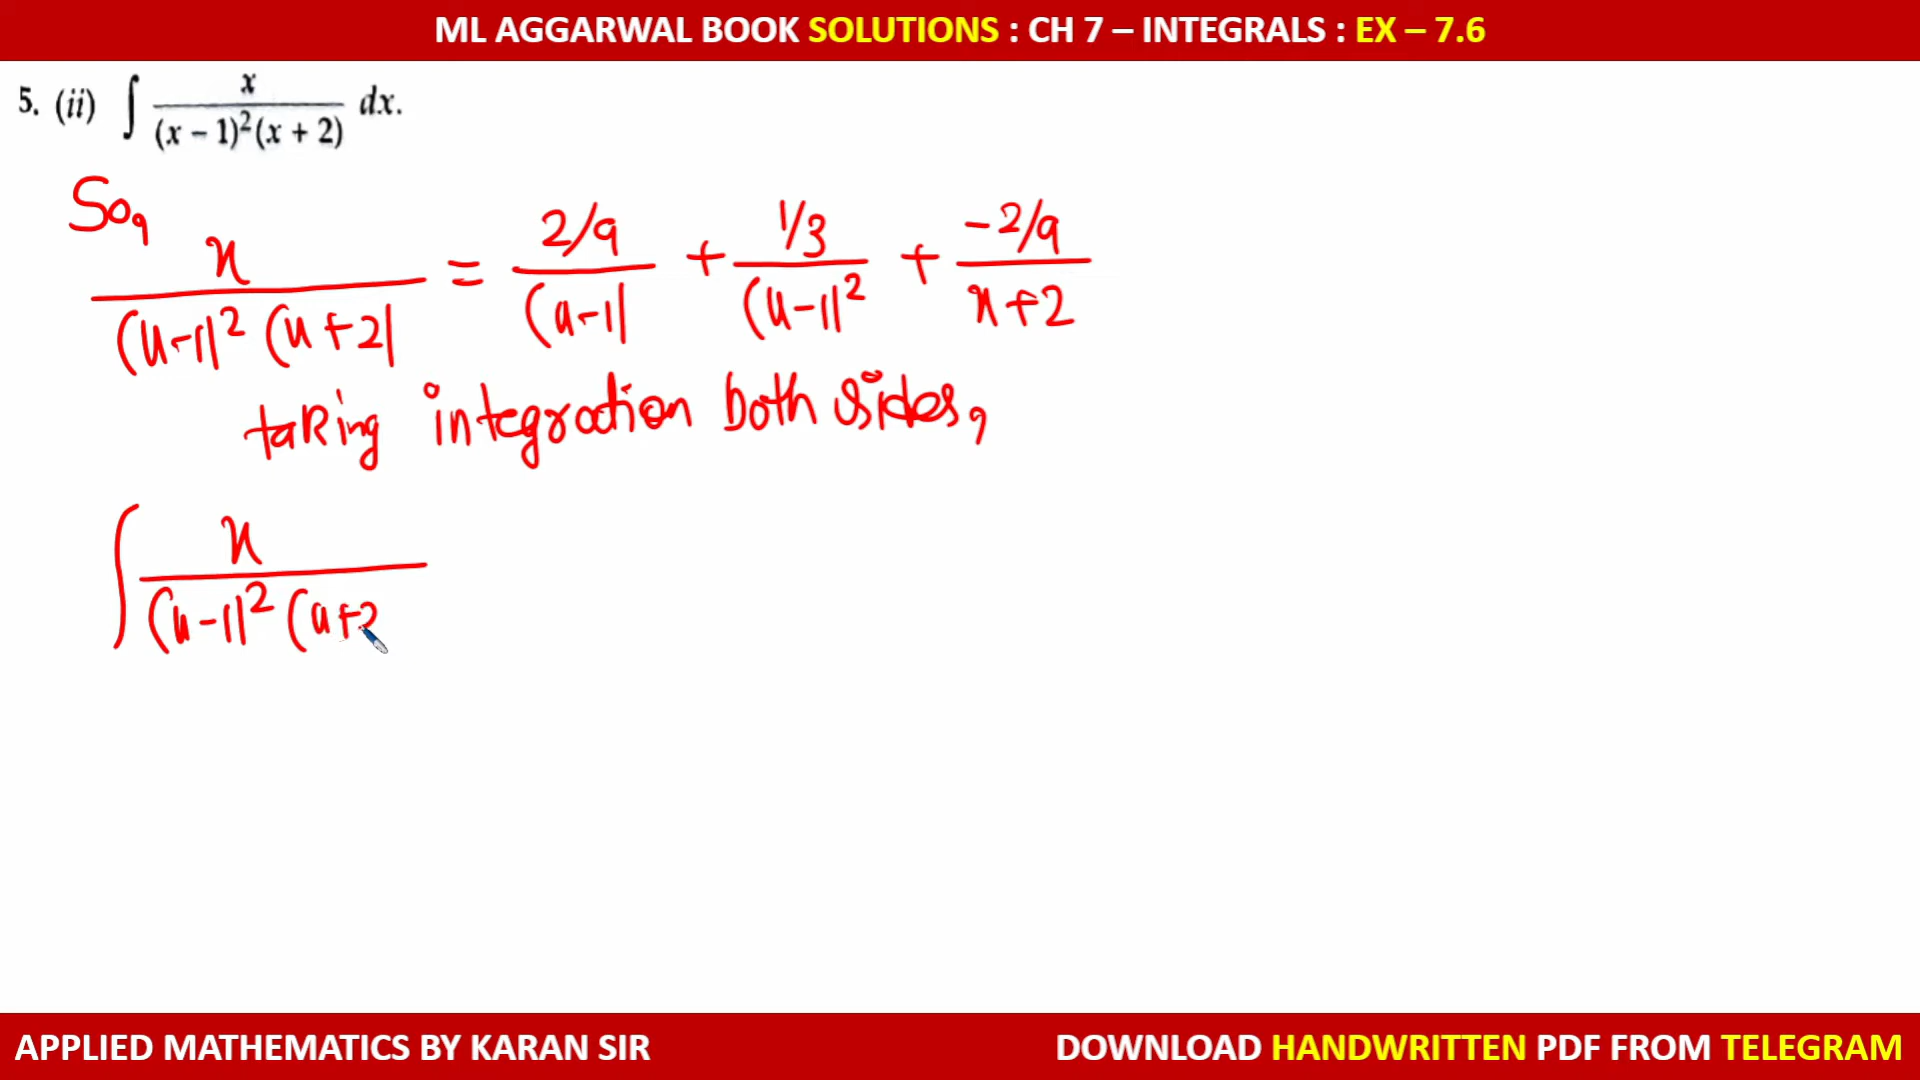 ML AGGARWAL BOOK SOLUTIONS : CH 7 – INTEGRALS : EX – 7.6
5. (ii) ∫ x / (x − 1)²(x + 2) dx.
So,
x / (x-1)² (x+2) = 2/9 / (x-1) + 1/3 / (x-1)² + -2/9 / x+2
taking integration both sides,
∫ x / (x-1)² (x+2
APPLIED MATHEMATICS BY KARAN SIR
DOWNLOAD HANDWRITTEN PDF FROM TELEGRAM